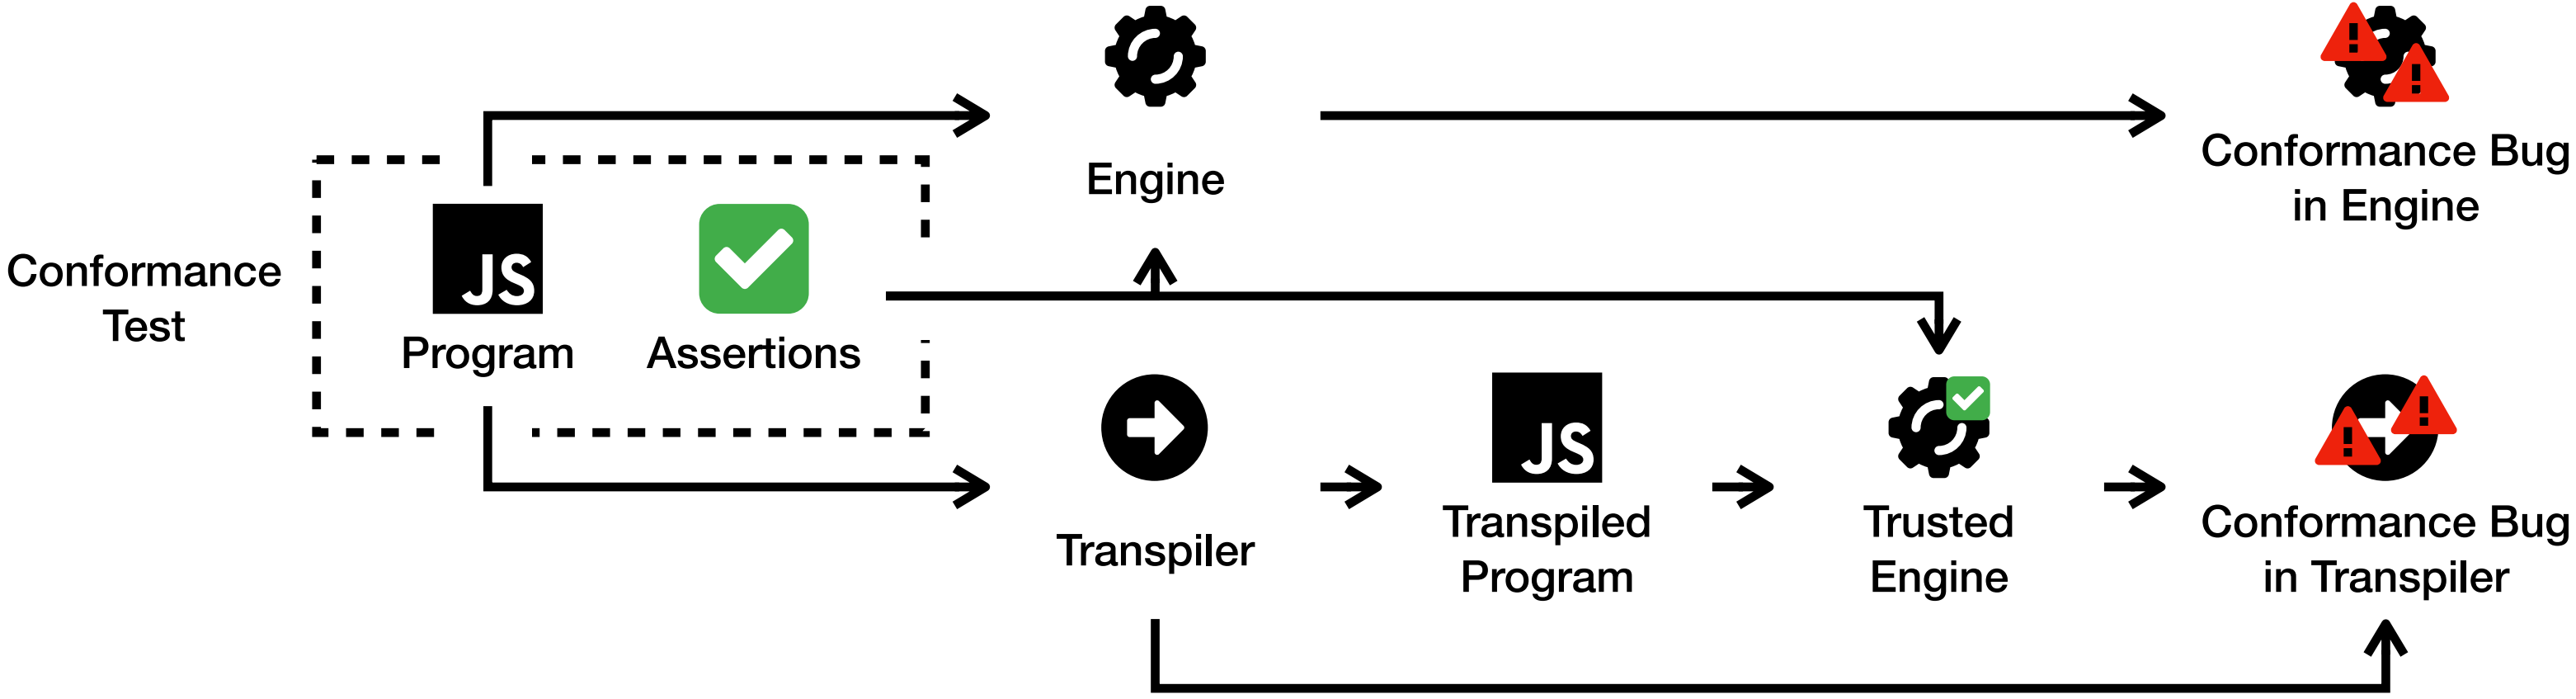 Conformance
Test
JS
Program
Assertions
Engine
Conformance Bug
in Engine
Transpiler
JS
Transpiled
Program
Trusted
Engine
Conformance Bug
in Transpiler